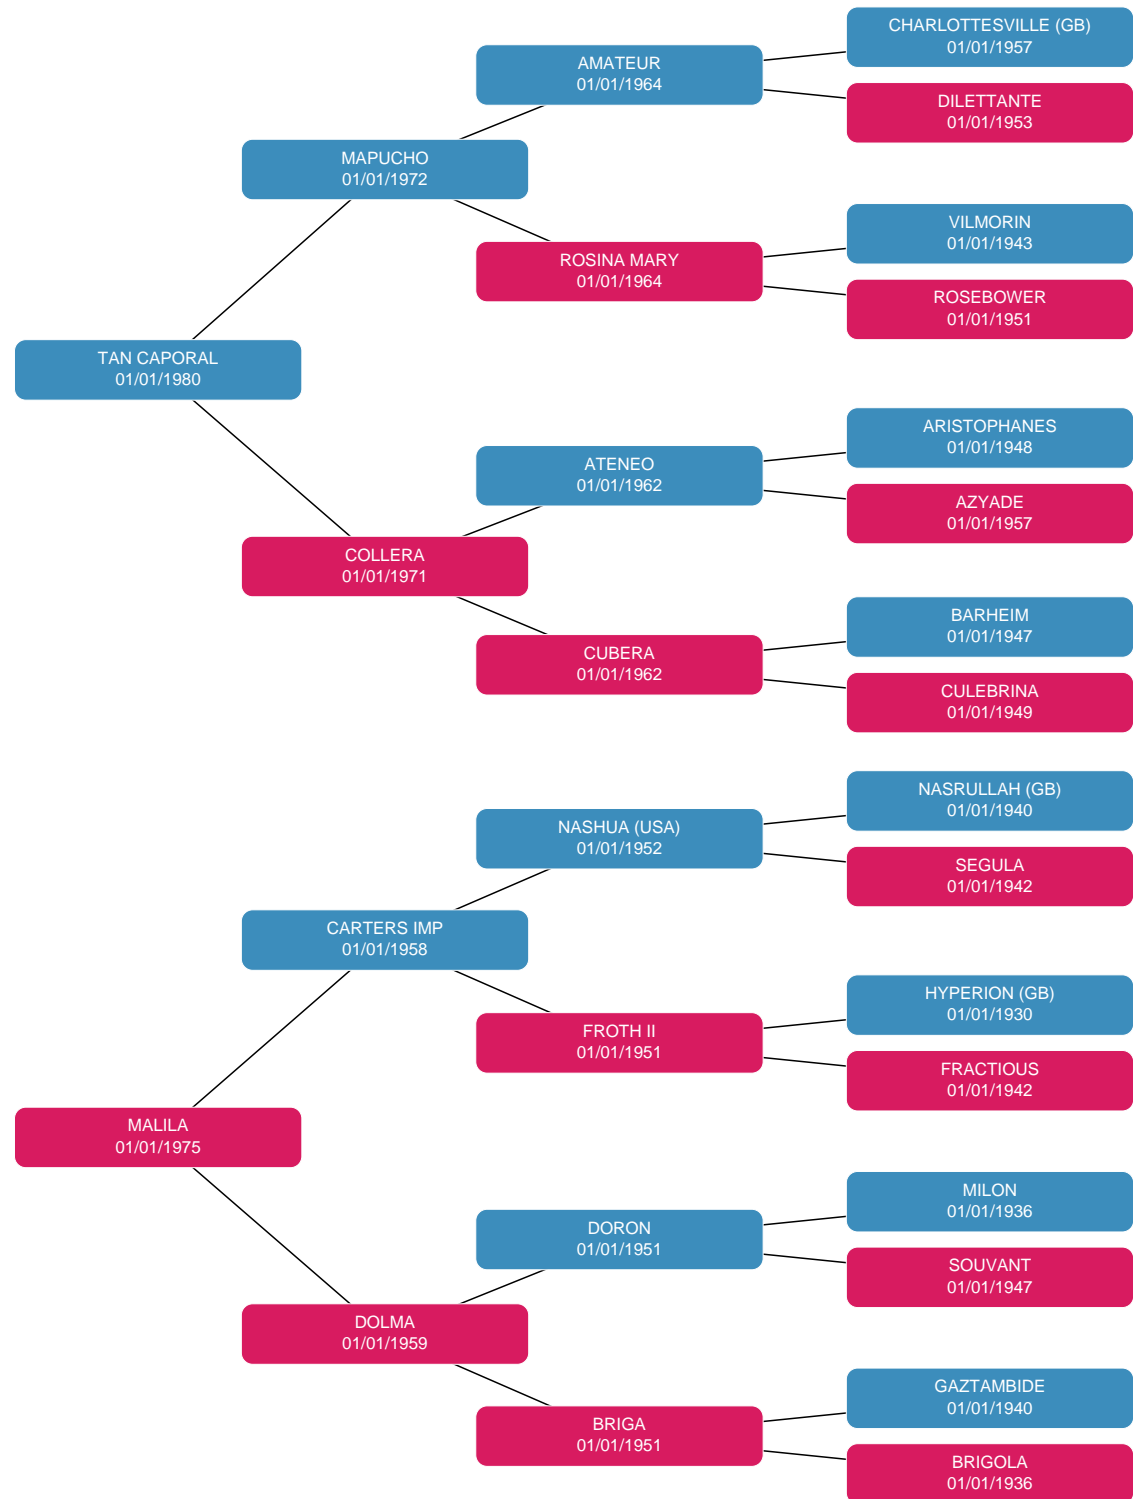 CHARLOTTESVILLE (GB)
01/01/1957
AMATEUR
01/01/1964
DILETTANTE
01/01/1953
MAPUCHO
01/01/1972
VILMORIN
01/01/1943
ROSINA MARY
01/01/1964
ROSEBOWER
01/01/1951
TAN CAPORAL
01/01/1980
ARISTOPHANES
01/01/1948
ATENEO
01/01/1962
AZYADE
01/01/1957
COLLERA
01/01/1971
BARHEIM
01/01/1947
CUBERA
01/01/1962
CULEBRINA
01/01/1949
NASRULLAH (GB)
01/01/1940
NASHUA (USA)
01/01/1952
SEGULA
01/01/1942
CARTERS IMP
01/01/1958
HYPERION (GB)
01/01/1930
FROTH II
01/01/1951
FRACTIOUS
01/01/1942
MALILA
01/01/1975
MILON
01/01/1936
DORON
01/01/1951
SOUVANT
01/01/1947
DOLMA
01/01/1959
GAZTAMBIDE
01/01/1940
BRIGA
01/01/1951
BRIGOLA
01/01/1936